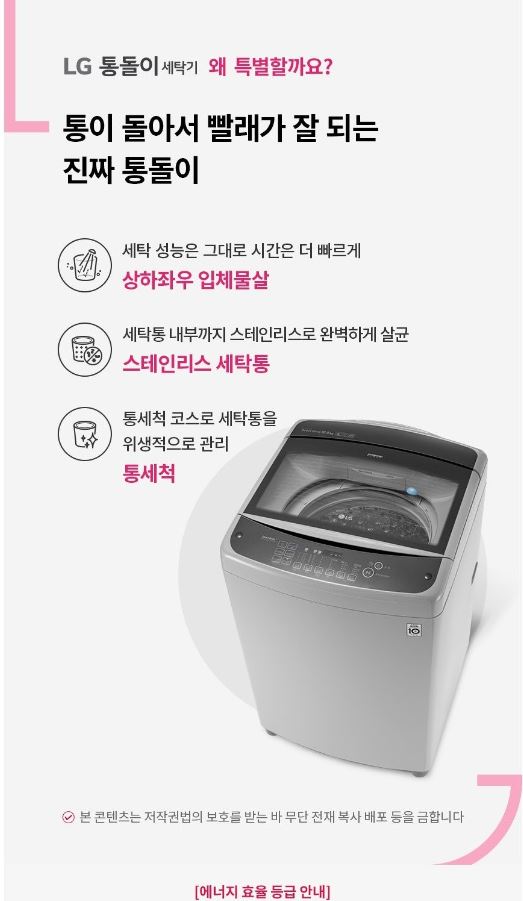 LG 통돌이 세탁기 왜 특별할까요?
통이 돌아서 빨래가 잘 되는
진짜 통돌이
세탁 성능은 그대로 시간은 더 빠르게
상하좌우 입체물살
세탁통 내부까지 스테인리스로 완벽하게 살균
스테인리스 세탁통
통세척 코스로 세탁통을
위생적으로 관리
통세척
LG
10
본 콘텐츠는 저작권법의 보호를 받는 바 무단 전재 복사 배포 등을 금합니다
[에너지 효율 등급 안내]